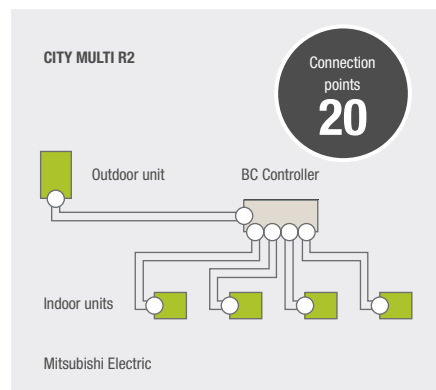 CITY MULTI R2
Connection
points
20
Outdoor unit
BC Controller
Indoor units
Mitsubishi Electric